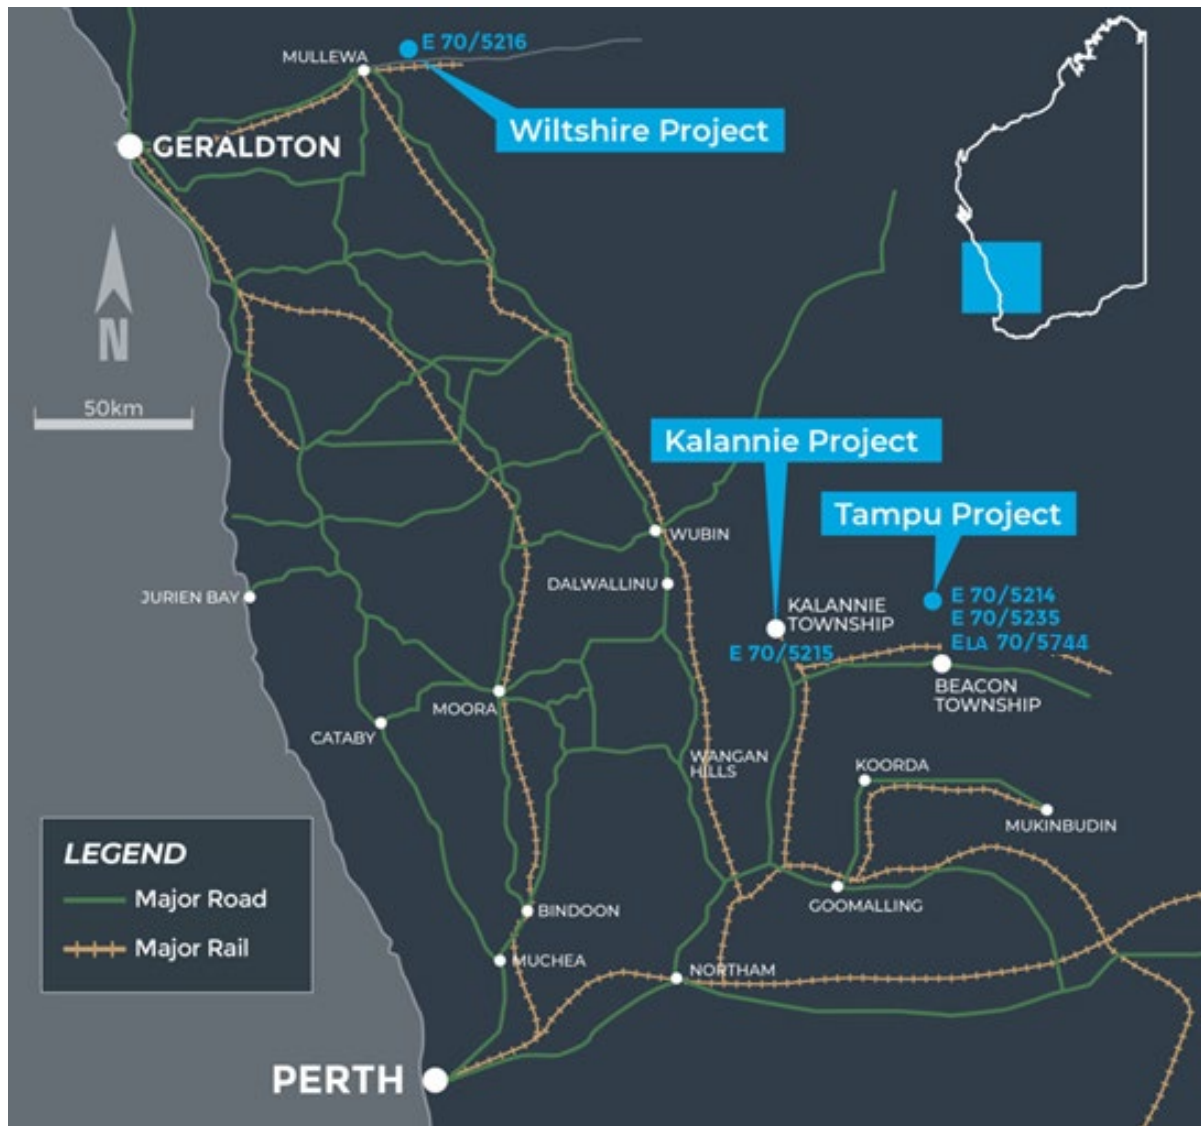 E 70/5216
MULLEWA
Wiltshire Project
GERALDTON
N
50km
Kalannie Project
Tampu Project
WUBIN
DALWALLINU
JURIEN BAY
KALANNIE
TOWNSHIP
E 70/5214
E 70/5235
ELA 70/5744
E 70/5215
BEACON
TOWNSHIP
MOORA
CATABY
WANGAN
HILLS
KOORDA
MUKINBUDIN
LEGEND
Major Road
Major Rail
GOOMALLING
BINDOON
MUCHEA
NORTHAM
PERTH